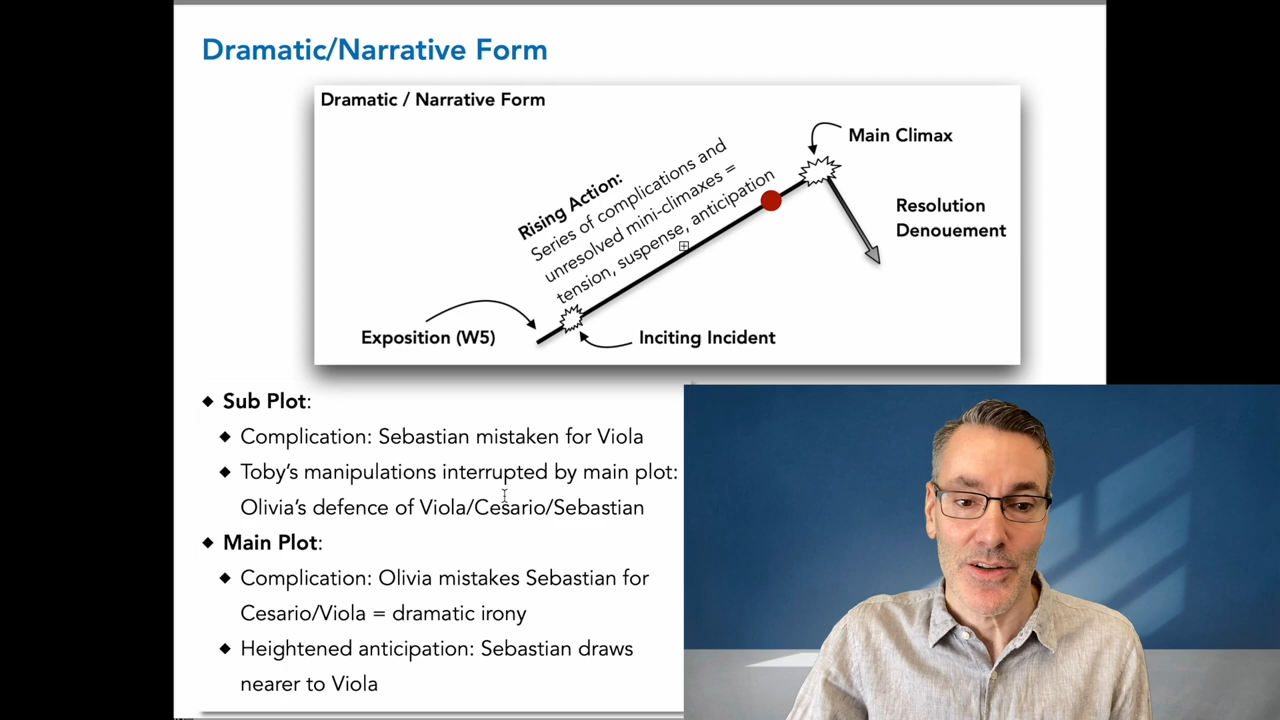 Dramatic/Narrative Form
Dramatic / Narrative Form
Main Climax
Rising Action:
Series of complications and
unresolved mini-climaxes =
tension, suspense, anticipation
Resolution
Denouement
Exposition (W5)
Inciting Incident
◆ Sub Plot:
◆ Complication: Sebastian mistaken for Viola
◆ Toby's manipulations interrupted by main plot:
Olivia's defence of Viola/Cesario/Sebastian
◆ Main Plot:
◆ Complication: Olivia mistakes Sebastian for
Cesario/Viola = dramatic irony
◆ Heightened anticipation: Sebastian draws
nearer to Viola